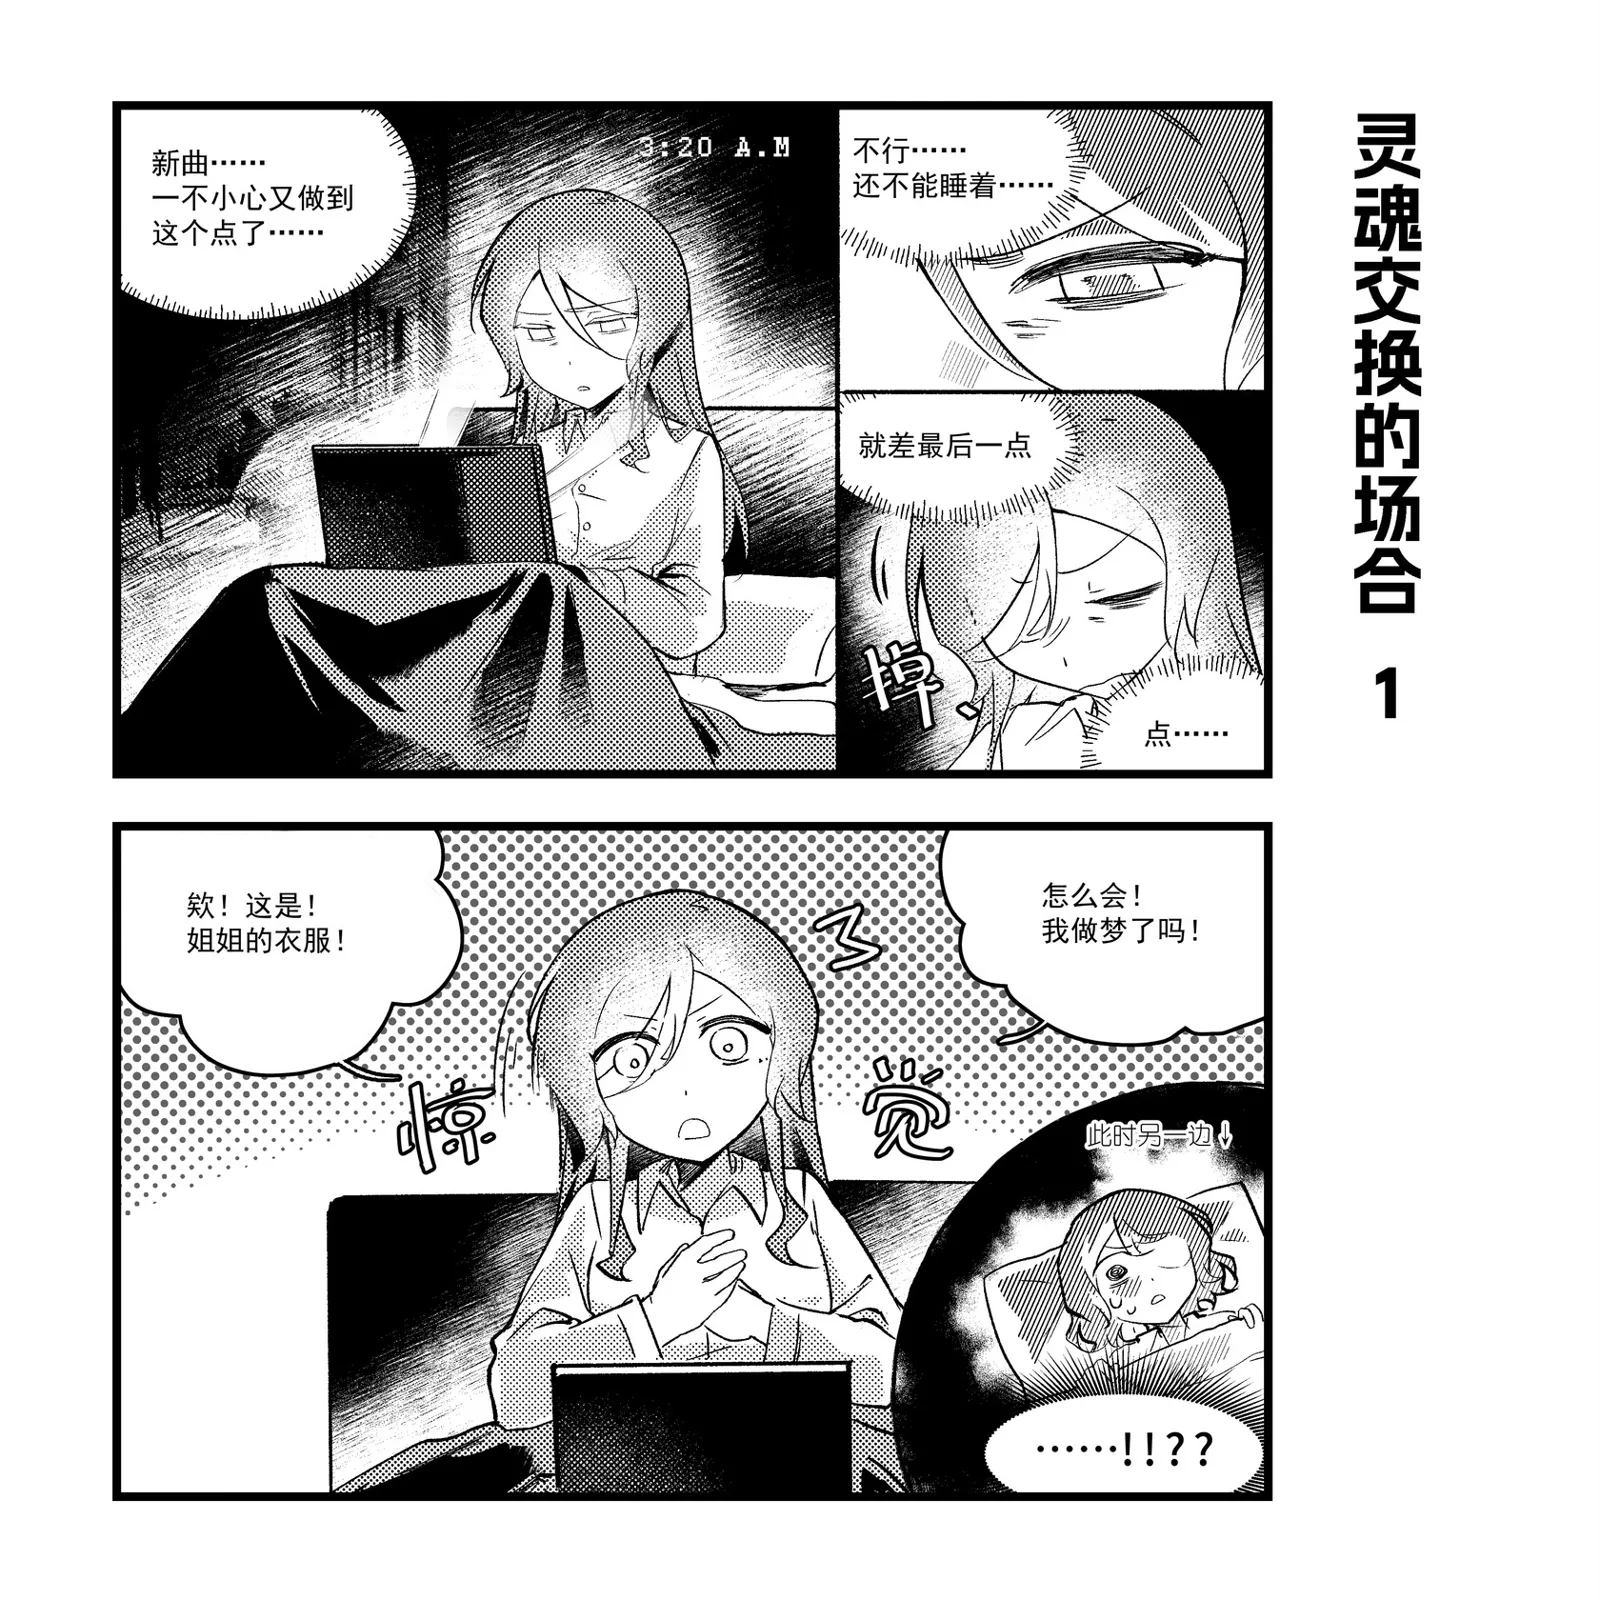 灵魂交换的场合 1
3:20 A.M
新曲……
一不小心又做到
这个点了……
不行……
还不能睡着……
就差最后一点
掉
点……
欸！这是！
姐姐的衣服！
怎么会！
我做梦了吗！
惊
觉
此时另一边↓
……!!??